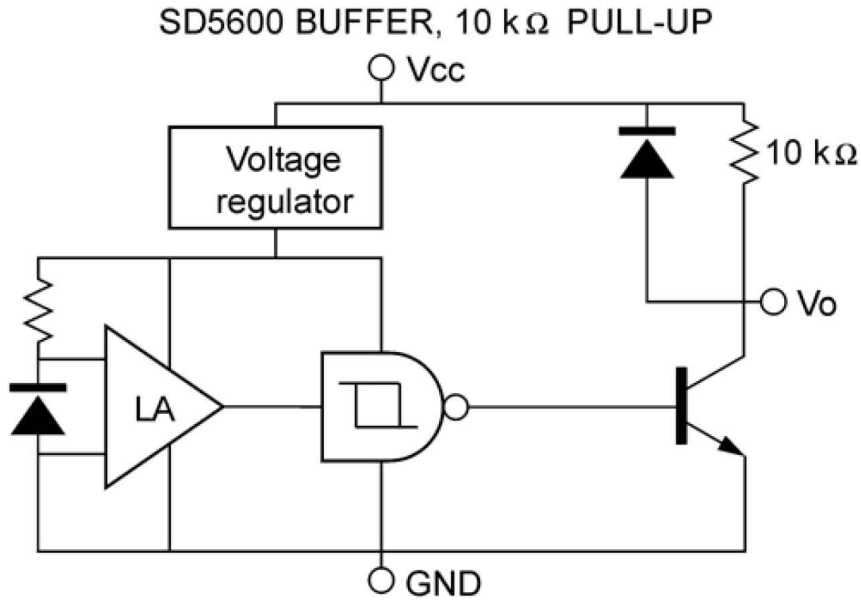 SD5600 BUFFER, 10 kΩ PULL-UP
Vcc
Voltage
regulator
10 kΩ
Vo
LA
GND